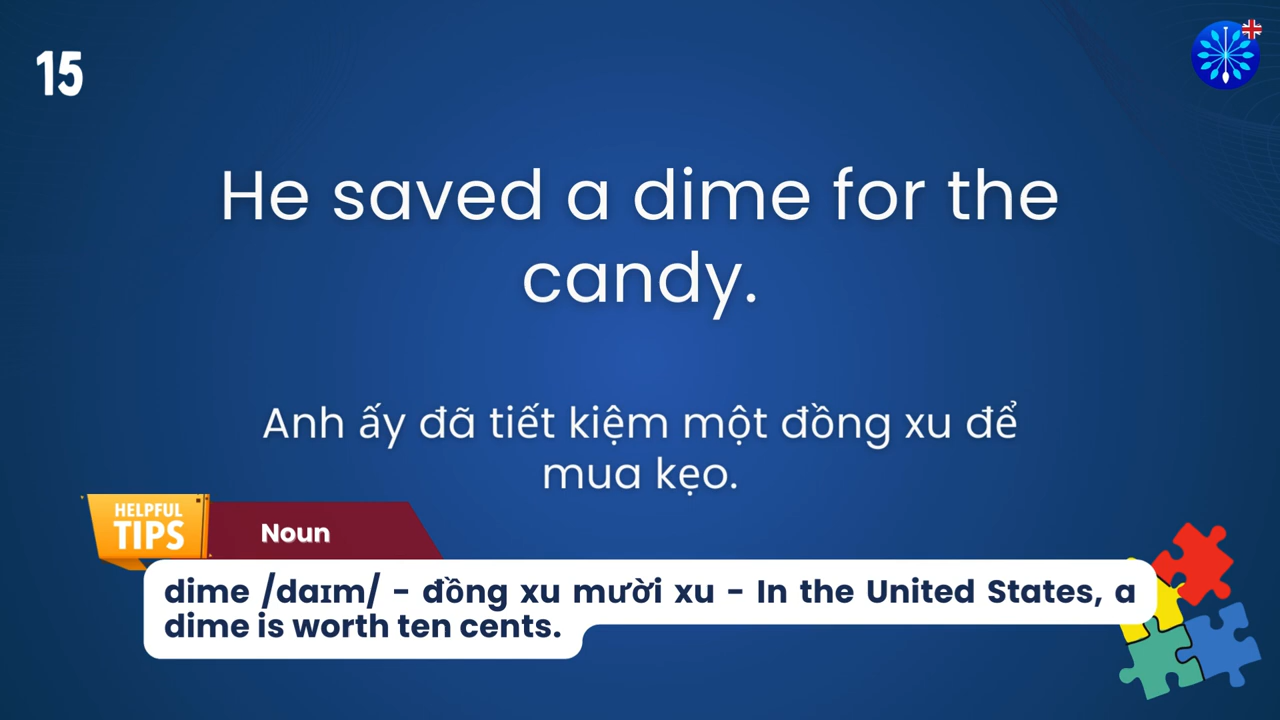 15
He saved a dime for the
candy.
Anh ấy đã tiết kiệm một đồng xu để
mua kẹo.
HELPFUL
TIPS
Noun
dime /daɪm/ - đồng xu mười xu - In the United States, a
dime is worth ten cents.